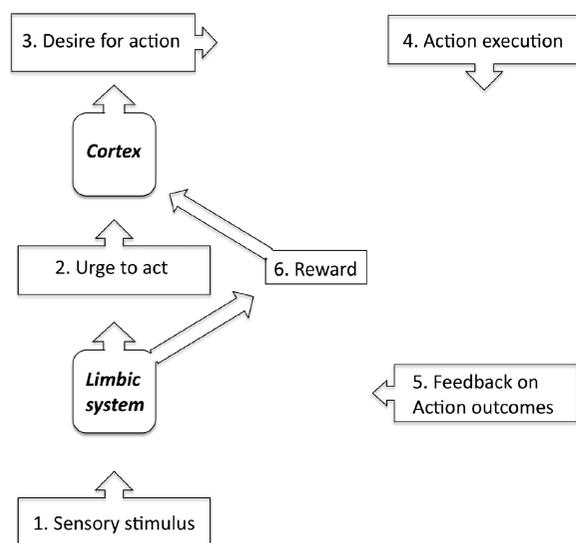 3. Desire for action
4. Action execution
Cortex
2. Urge to act
6. Reward
Limbic
system
5. Feedback on
Action outcomes
1. Sensory stimulus